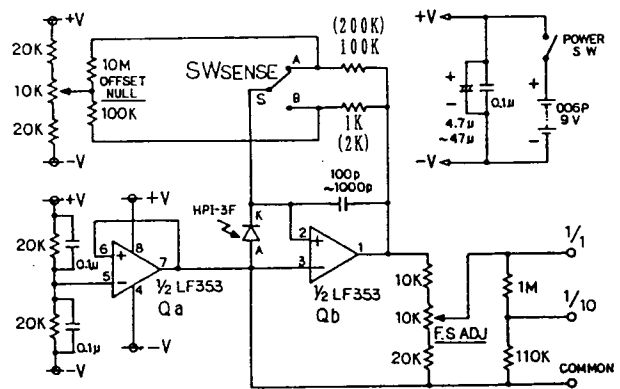 +V
20K
10K
20K
-V
10M
OFFSET
NULL
100K
SWSENSE
A
S
B
(200K)
100K
1K
(2K)
100p
~1000p
+V
+
-
4.7μ
~47μ
0.1μ
-V
POWER
SW
+
006P
9V
-
+V
20K
0.1μ
20K
0.1μ
-V
+V
6
+
5
-
8
7
4
1/2 LF353
Qa
-V
HPI-3F
K
A
2
+
3
-
1
1/2 LF353
Qb
10K
10K
F.S ADJ
20K
1M
110K
1/1
1/10
COMMON